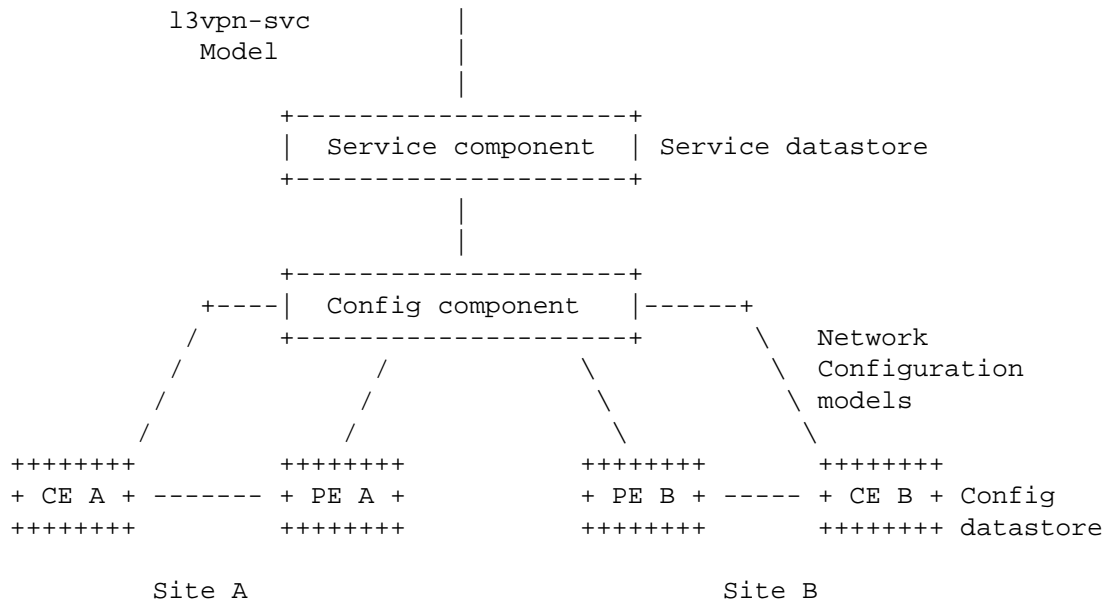 l3vpn-svc
Model
Service component
Service datastore
Config component
Network
Configuration
models
CE A
PE A
PE B
CE B
Config
datastore
Site A
Site B